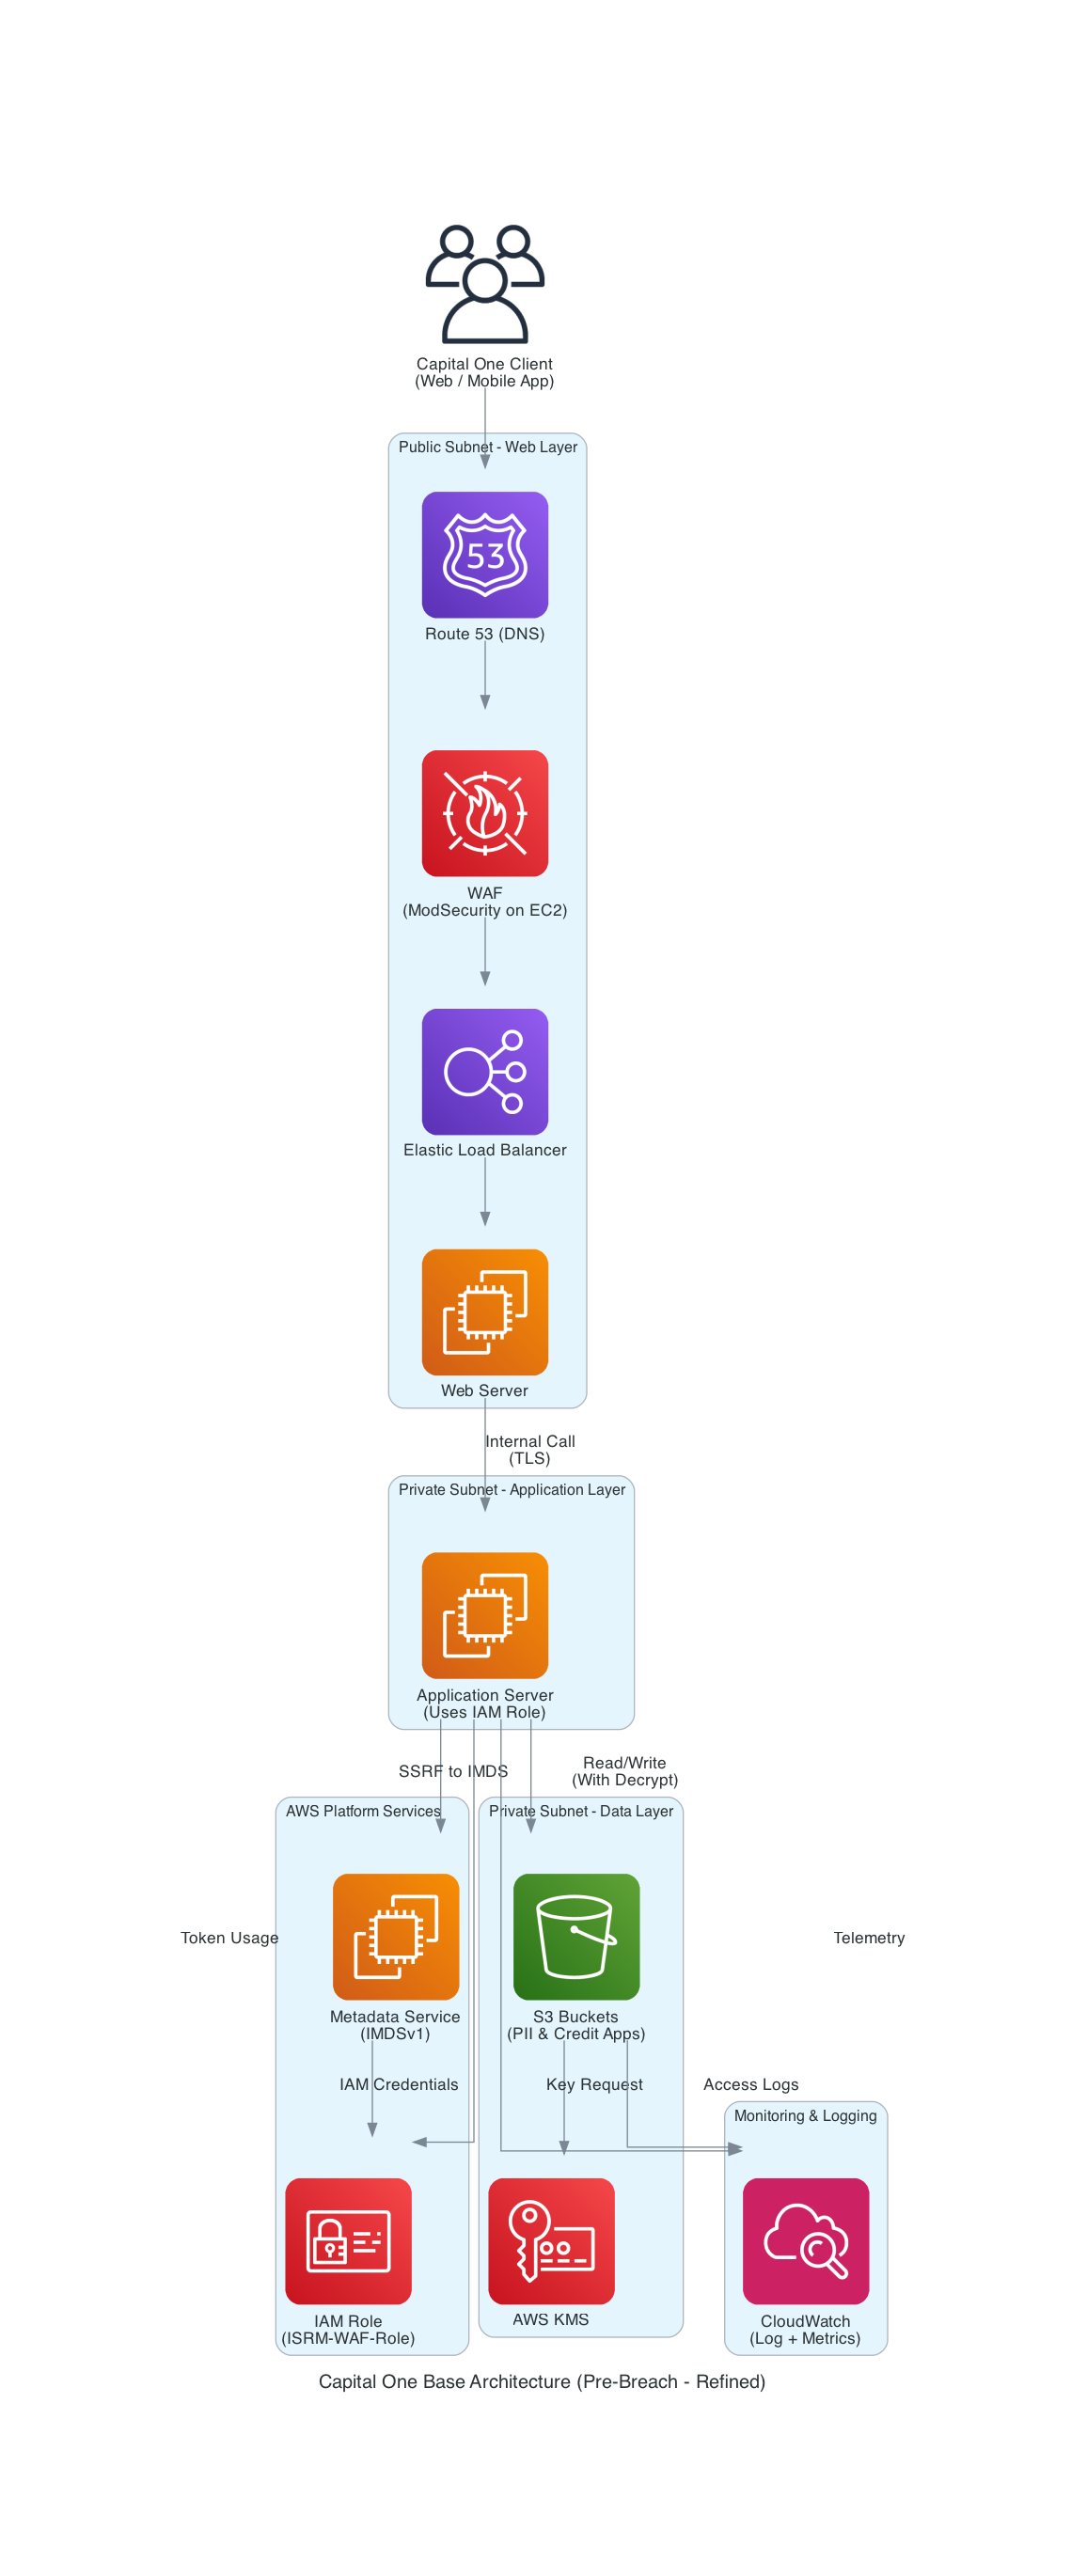 Capital One Client
(Web / Mobile App)
Public Subnet - Web Layer
53
Route 53 (DNS)
WAF
(ModSecurity on EC2)
Elastic Load Balancer
Web Server
Internal Call
(TLS)
Private Subnet - Application Layer
Application Server
(Uses IAM Role)
SSRF to IMDS
Read/Write
(With Decrypt)
AWS Platform Services
Private Subnet - Data Layer
Token Usage
Telemetry
Metadata Service
(IMDSv1)
S3 Buckets
(PII & Credit Apps)
IAM Credentials
Key Request
Access Logs
Monitoring & Logging
IAM Role
(ISRM-WAF-Role)
AWS KMS
CloudWatch
(Log + Metrics)
Capital One Base Architecture (Pre-Breach - Refined)